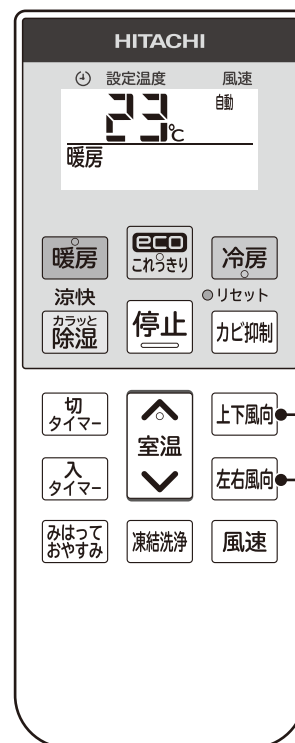 HITACHI
設定温度 風速
23℃ 自動
暖房
暖房
eco
これっきり
冷房
涼快
カラッと
除湿
停止
リセット
カビ抑制
切
タイマー
室温
上下風向
入
タイマー
左右風向
みはって
おやすみ
凍結洗浄
風速